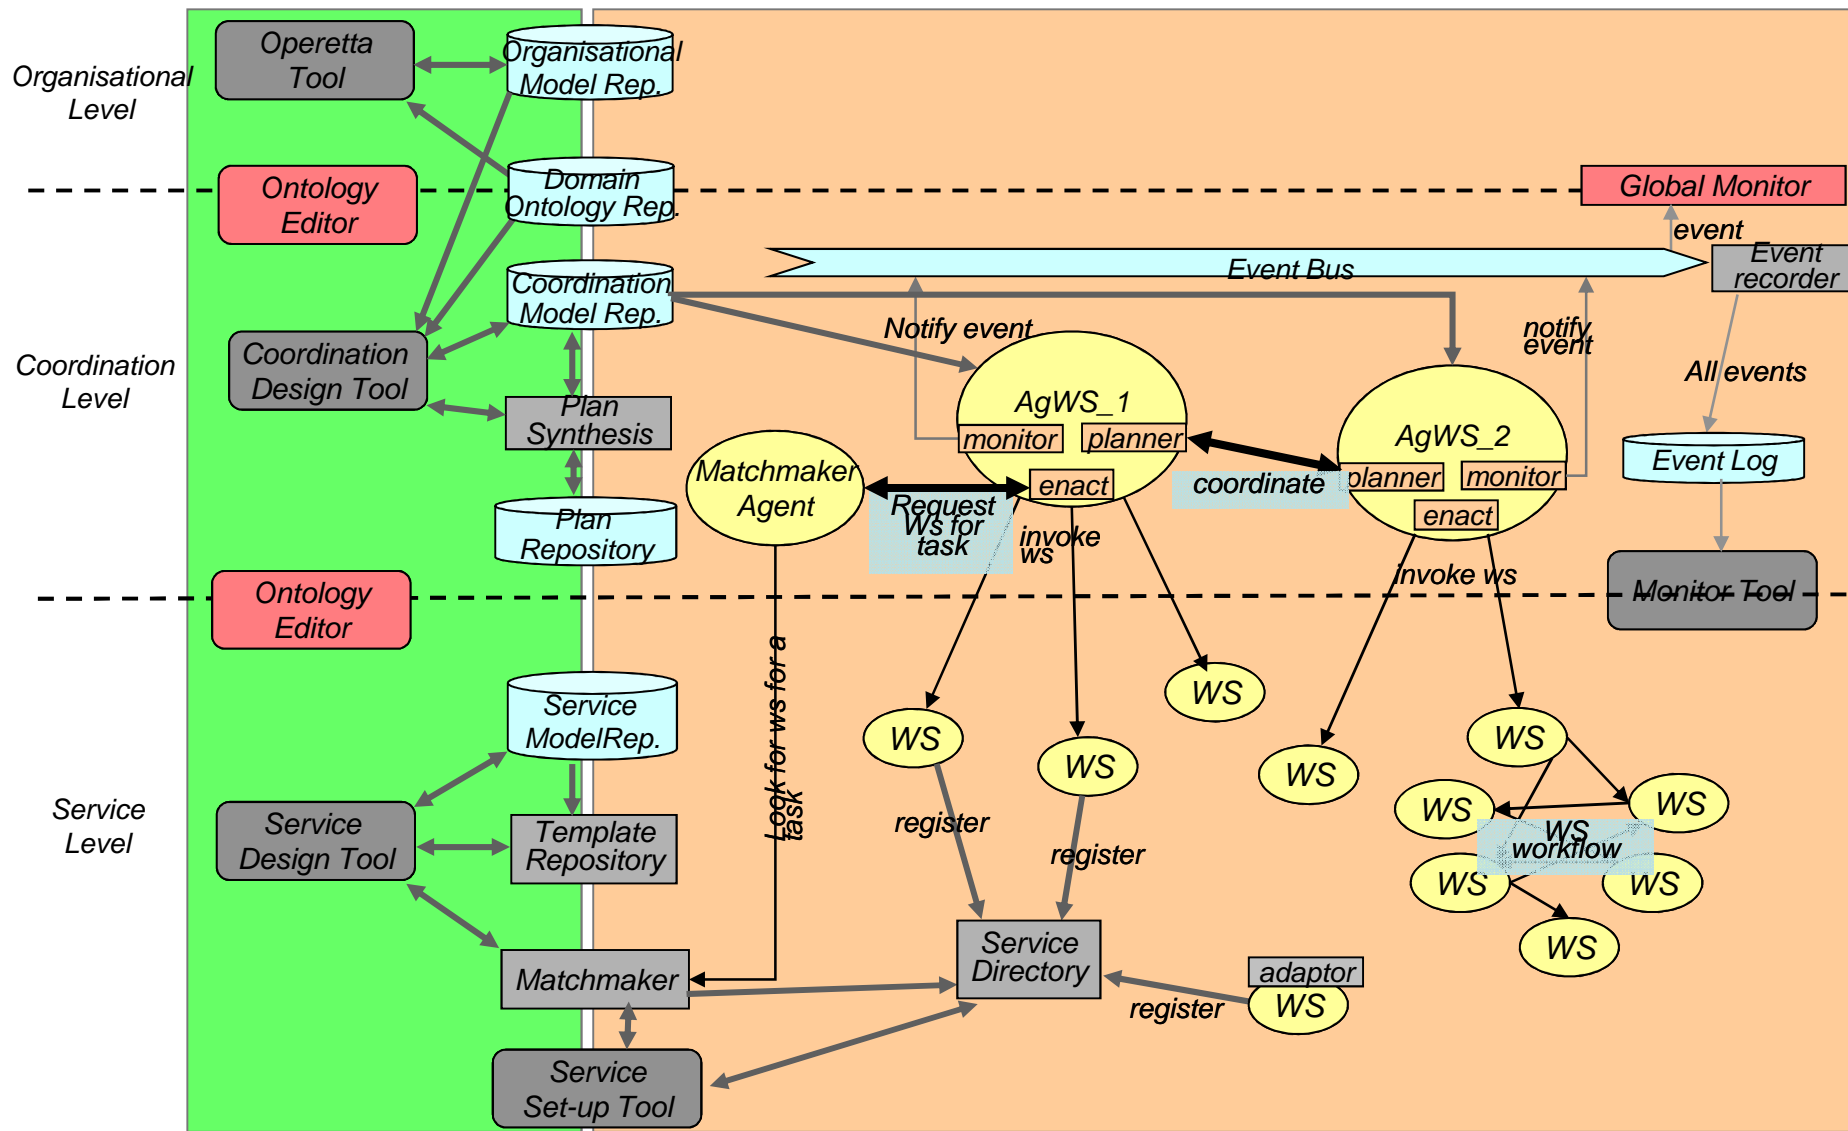 Operetta
Tool
Organisational
Model Rep.
Organisational
Level
Ontology
Editor
Domain
Ontology Rep.
Global Monitor
event
Event Bus
Event
recorder
Coordination
Model Rep.
Notify event
notify
event
Coordination
Level
Coordination
Design Tool
All events
Plan
Synthesis
AgWS_1
monitor
planner
enact
AgWS_2
planner
monitor
enact
coordinate
Event Log
Matchmaker
Agent
Request
Ws for
task
invoke
ws
invoke ws
Plan
Repository
Ontology
Editor
Monitor Tool
Look for ws for a
task
Service
ModelRep.
WS
WS
WS
WS
WS
WS
WS
WS
workflow
WS
WS
WS
Service
Level
Service
Design Tool
Template
Repository
register
register
Service
Directory
Matchmaker
adaptor
WS
register
Service
Set-up Tool